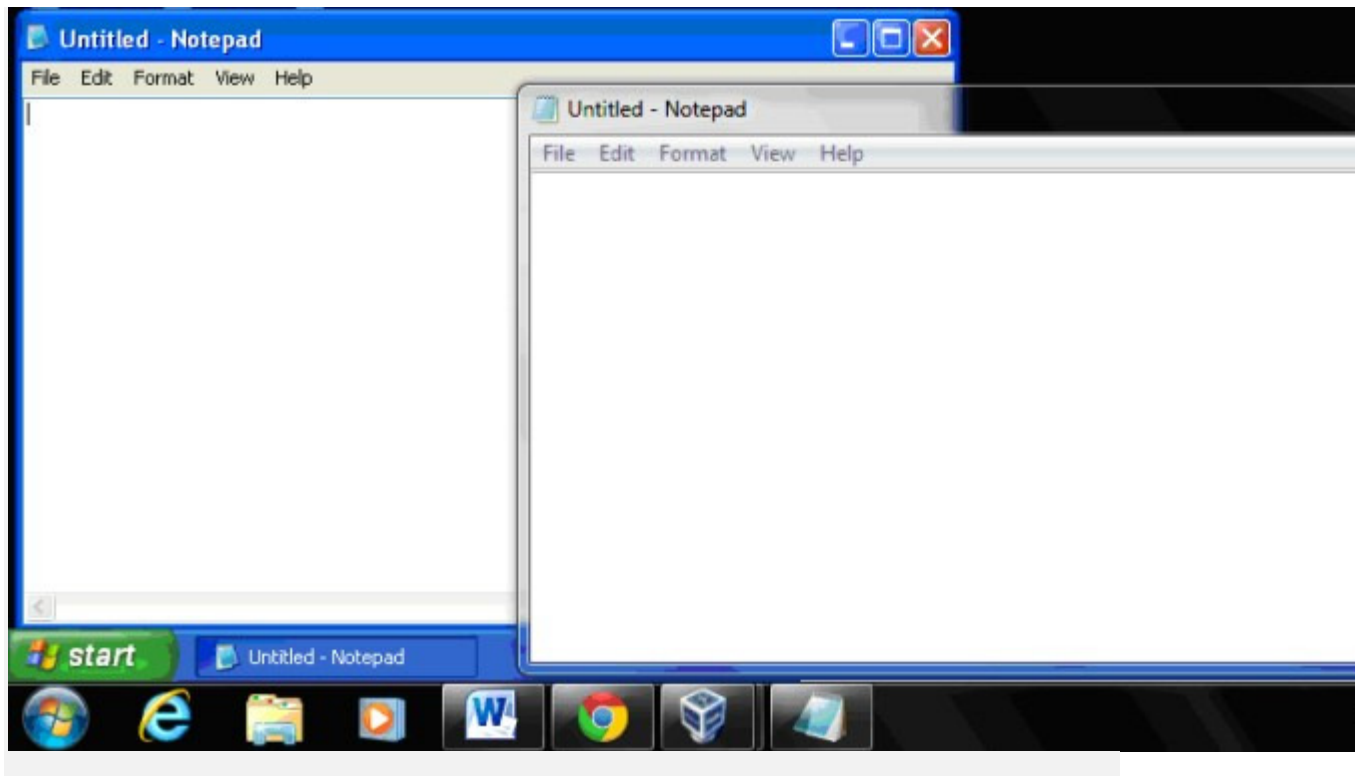 Untitled - Notepad
File Edit Format View Help
Untitled - Notepad
File Edit Format View Help
start
Untitled - Notepad
W